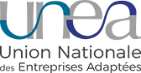 unea
Union Nationale
des Entreprises Adaptées